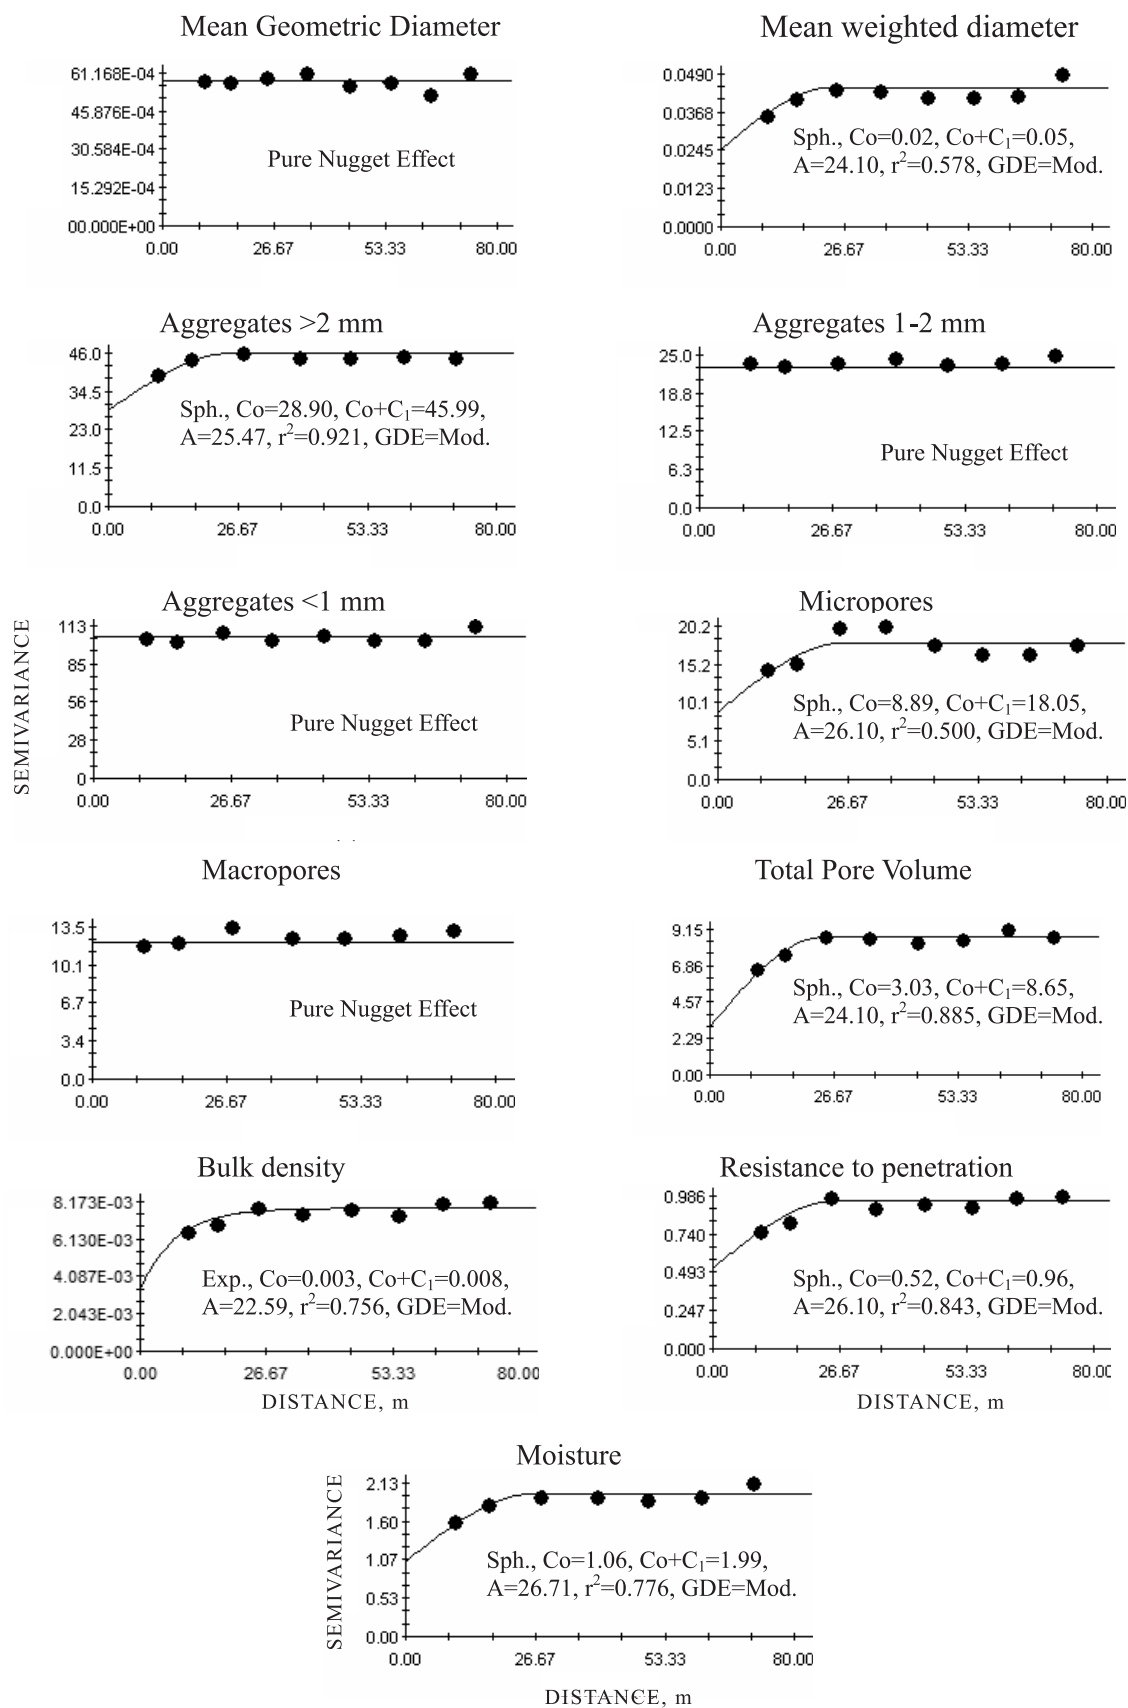 Mean Geometric Diameter
61.168E-04
45.876E-04
30.584E-04
15.292E-04
00.000E+00
Pure Nugget Effect
0.00 26.67 53.33 80.00
Mean weighted diameter
0.0490
0.0368
0.0245
0.0123
0.0000
Sph., Co=0.02, Co+C₁=0.05,
A=24.10, r²=0.578, GDE=Mod.
0.00 26.67 53.33 80.00
Aggregates >2 mm
46.0
34.5
23.0
11.5
0.0
Sph., Co=28.90, Co+C₁=45.99,
A=25.47, r²=0.921, GDE=Mod.
0.00 26.67 53.33 80.00
Aggregates 1-2 mm
25.0
18.8
12.5
6.3
0.0
Pure Nugget Effect
0.00 26.67 53.33 80.00
SEMIVARIANCE
Aggregates <1 mm
113
85
56
28
0
Pure Nugget Effect
0.00 26.67 53.33 80.00
Micropores
20.2
15.2
10.1
5.1
0.0
Sph., Co=8.89, Co+C₁=18.05,
A=26.10, r²=0.500, GDE=Mod.
0.00 26.67 53.33 80.00
Macropores
13.5
10.1
6.7
3.4
0.0
Pure Nugget Effect
0.00 26.67 53.33 80.00
Total Pore Volume
9.15
6.86
4.57
2.29
0.00
Sph., Co=3.03, Co+C₁=8.65,
A=24.10, r²=0.885, GDE=Mod.
0.00 26.67 53.33 80.00
Bulk density
8.173E-03
6.130E-03
4.087E-03
2.043E-03
0.000E+00
Exp., Co=0.003, Co+C₁=0.008,
A=22.59, r²=0.756, GDE=Mod.
0.00 26.67 53.33 80.00
DISTANCE, m
Resistance to penetration
0.986
0.740
0.493
0.247
0.000
Sph., Co=0.52, Co+C₁=0.96,
A=26.10, r²=0.843, GDE=Mod.
0.00 26.67 53.33 80.00
DISTANCE, m
Moisture
SEMIVARIANCE
2.13
1.60
1.07
0.53
0.00
Sph., Co=1.06, Co+C₁=1.99,
A=26.71, r²=0.776, GDE=Mod.
0.00 26.67 53.33 80.00
DISTANCE, m